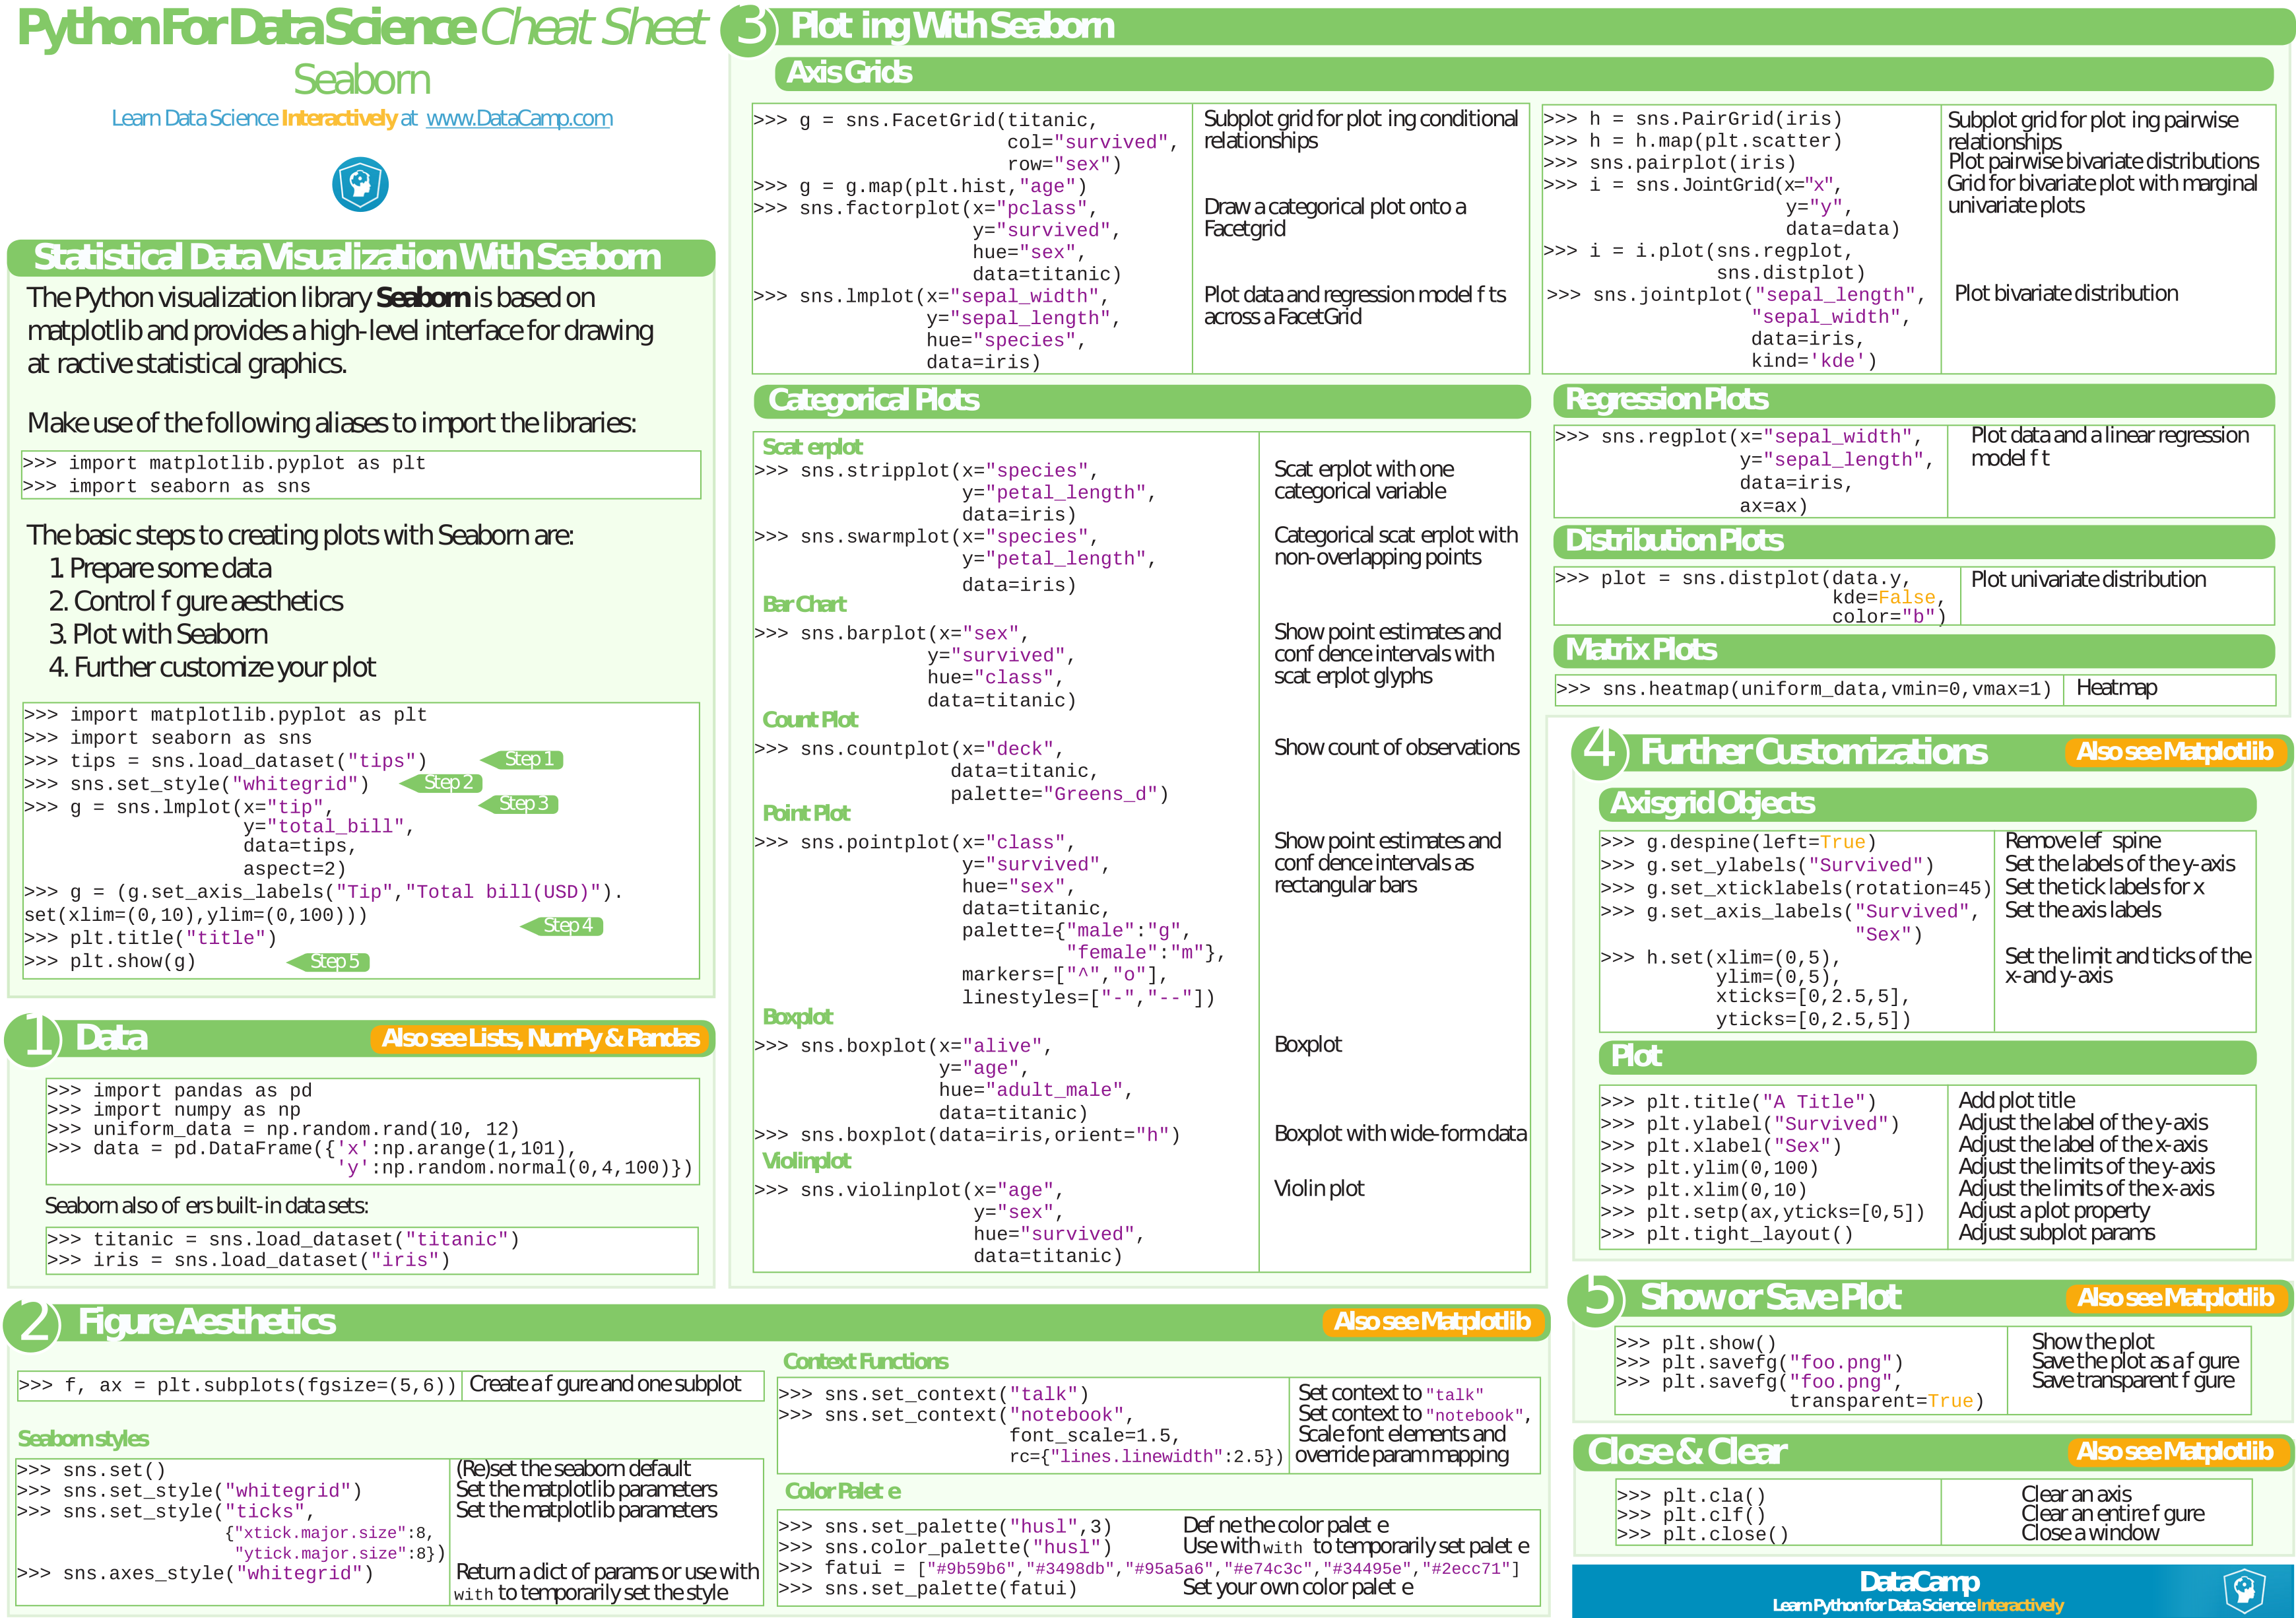 Python For Data Science Cheat Sheet
Seaborn
Learn Data Science Interactively at www.DataCamp.com
Statistical Data Visualization With Seaborn
The Python visualization library Seaborn is based on
matplotlib and provides a high-level interface for drawing
at ractive statistical graphics.
Make use of the following aliases to import the libraries:
>>> import matplotlib.pyplot as plt
>>> import seaborn as sns
The basic steps to creating plots with Seaborn are:
1. Prepare some data
2. Control f gure aesthetics
3. Plot with Seaborn
4. Further customize your plot
>>> import matplotlib.pyplot as plt
>>> import seaborn as sns
>>> tips = sns.load_dataset("tips") Step 1
>>> sns.set_style("whitegrid") Step 2
>>> g = sns.lmplot(x="tip", Step 3
y="total_bill",
data=tips,
aspect=2)
>>> g = (g.set_axis_labels("Tip","Total bill(USD)").
set(xlim=(0,10),ylim=(0,100)))
Step 4
>>> plt.title("title")
>>> plt.show(g) Step 5
1 Data Also see Lists, NumPy & Pandas
>>> import pandas as pd
>>> import numpy as np
>>> uniform_data = np.random.rand(10, 12)
>>> data = pd.DataFrame({'x':np.arange(1,101),
'y':np.random.normal(0,4,100)})
Seaborn also of ers built-in data sets:
>>> titanic = sns.load_dataset("titanic")
>>> iris = sns.load_dataset("iris")
2 Figure Aesthetics Also see Matplotlib
>>> f, ax = plt.subplots(fgsize=(5,6)) Create a f gure and one subplot
Seaborn styles
>>> sns.set() (Re)set the seaborn default
>>> sns.set_style("whitegrid") Set the matplotlib parameters
>>> sns.set_style("ticks", Set the matplotlib parameters
{"xtick.major.size":8,
"ytick.major.size":8})
>>> sns.axes_style("whitegrid") Return a dict of params or use with
with to temporarily set the style
Context Functions
>>> sns.set_context("talk") Set context to "talk"
>>> sns.set_context("notebook", Set context to "notebook",
font_scale=1.5, Scale font elements and
rc={"lines.linewidth":2.5}) override param mapping
Color Palet e
>>> sns.set_palette("husl",3) Def ne the color palet e
>>> sns.color_palette("husl") Use with with to temporarily set palet e
>>> fatui = ["#9b59b6","#3498db","#95a5a6","#e74c3c","#34495e","#2ecc71"]
>>> sns.set_palette(fatui) Set your own color palet e
3 Plot ing With Seaborn
Axis Grids
>>> g = sns.FacetGrid(titanic, Subplot grid for plot ing conditional
col="survived", relationships
row="sex")
>>> g = g.map(plt.hist,"age")
>>> sns.factorplot(x="pclass", Draw a categorical plot onto a
y="survived", Facetgrid
hue="sex",
data=titanic)
>>> sns.lmplot(x="sepal_width", Plot data and regression model f ts
y="sepal_length", across a FacetGrid
hue="species",
data=iris)
>>> h = sns.PairGrid(iris) Subplot grid for plot ing pairwise
>>> h = h.map(plt.scatter) relationships
>>> sns.pairplot(iris) Plot pairwise bivariate distributions
>>> i = sns.JointGrid(x="x", Grid for bivariate plot with marginal
y="y", univariate plots
data=data)
>>> i = i.plot(sns.regplot,
sns.distplot)
>>> sns.jointplot("sepal_length", Plot bivariate distribution
"sepal_width",
data=iris,
kind='kde')
Categorical Plots
Scat erplot
>>> sns.stripplot(x="species", Scat erplot with one
y="petal_length", categorical variable
data=iris)
>>> sns.swarmplot(x="species", Categorical scat erplot with
y="petal_length", non-overlapping points
data=iris)
Bar Chart
>>> sns.barplot(x="sex", Show point estimates and
y="survived", conf dence intervals with
hue="class", scat erplot glyphs
data=titanic)
Count Plot
>>> sns.countplot(x="deck", Show count of observations
data=titanic,
palette="Greens_d")
Point Plot
>>> sns.pointplot(x="class", Show point estimates and
y="survived", conf dence intervals as
hue="sex", rectangular bars
data=titanic,
palette={"male":"g",
"female":"m"},
markers=["^","o"],
linestyles=["-","--"])
Boxplot
>>> sns.boxplot(x="alive", Boxplot
y="age",
hue="adult_male",
data=titanic)
>>> sns.boxplot(data=iris,orient="h") Boxplot with wide-form data
Violinplot
>>> sns.violinplot(x="age", Violin plot
y="sex",
hue="survived",
data=titanic)
Regression Plots
>>> sns.regplot(x="sepal_width", Plot data and a linear regression
y="sepal_length", model f t
data=iris,
ax=ax)
Distribution Plots
>>> plot = sns.distplot(data.y, Plot univariate distribution
kde=False,
color="b")
Matrix Plots
>>> sns.heatmap(uniform_data,vmin=0,vmax=1) Heatmap
4 Further Customizations Also see Matplotlib
Axisgrid Objects
>>> g.despine(left=True) Remove lef spine
>>> g.set_ylabels("Survived") Set the labels of the y-axis
>>> g.set_xticklabels(rotation=45) Set the tick labels for x
>>> g.set_axis_labels("Survived", Set the axis labels
"Sex")
>>> h.set(xlim=(0,5), Set the limit and ticks of the
ylim=(0,5), x-and y-axis
xticks=[0,2.5,5],
yticks=[0,2.5,5])
Plot
>>> plt.title("A Title") Add plot title
>>> plt.ylabel("Survived") Adjust the label of the y-axis
>>> plt.xlabel("Sex") Adjust the label of the x-axis
>>> plt.ylim(0,100) Adjust the limits of the y-axis
>>> plt.xlim(0,10) Adjust the limits of the x-axis
>>> plt.setp(ax,yticks=[0,5]) Adjust a plot property
>>> plt.tight_layout() Adjust subplot params
5 Show or Save Plot Also see Matplotlib
>>> plt.show() Show the plot
>>> plt.savefg("foo.png") Save the plot as a f gure
>>> plt.savefg("foo.png", Save transparent f gure
transparent=True)
Close & Clear Also see Matplotlib
>>> plt.cla() Clear an axis
>>> plt.clf() Clear an entire f gure
>>> plt.close() Close a window
DataCamp
Learn Python for Data Science Interactively